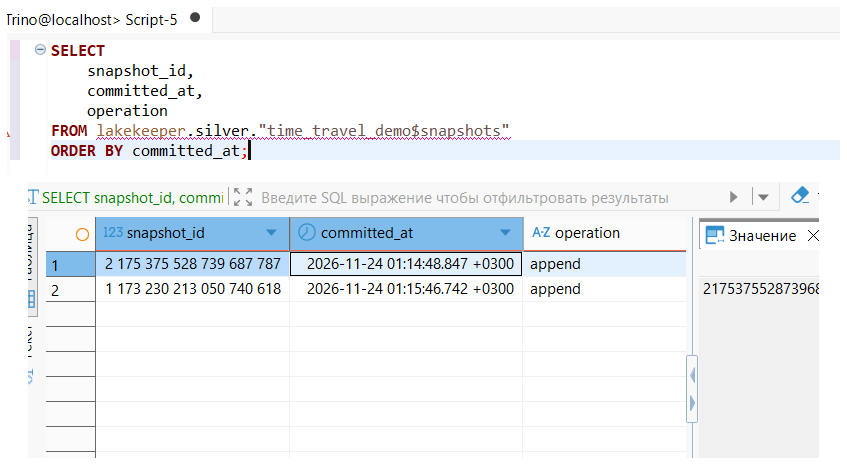 Trino@localhost> Script-5
SELECT
snapshot_id,
committed_at,
operation
FROM lakekeeper.silver."time_travel_demo$snapshots"
ORDER BY committed_at;
SELECT snapshot_id, commi
Введите SQL выражение чтобы отфильтровать результаты
123 snapshot_id committed_at A-Z operation
Значение
1 2 175 375 528 739 687 787 2026-11-24 01:14:48.847 +0300 append
2 1 173 230 213 050 740 618 2026-11-24 01:15:46.742 +0300 append
217537552873968